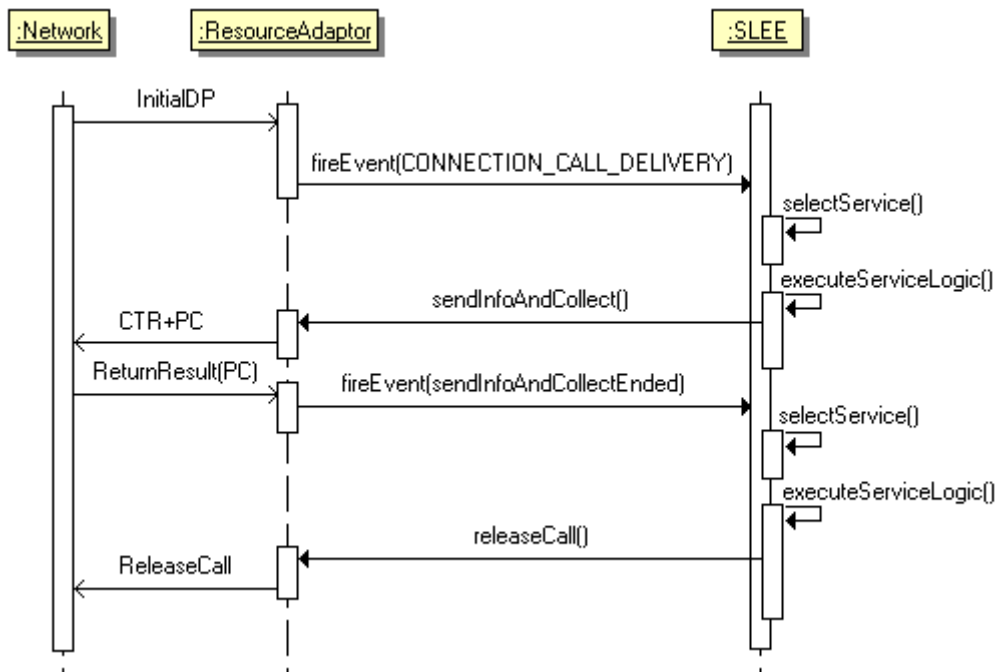 :Network
:ResourceAdaptor
:SLEE
InitialDP
fireEvent(CONNECTION_CALL_DELIVERY)
selectService()
executeServiceLogic()
sendInfoAndCollect()
CTR+PC
ReturnResult(PC)
fireEvent(sendInfoAndCollectEnded)
selectService()
executeServiceLogic()
releaseCall()
ReleaseCall